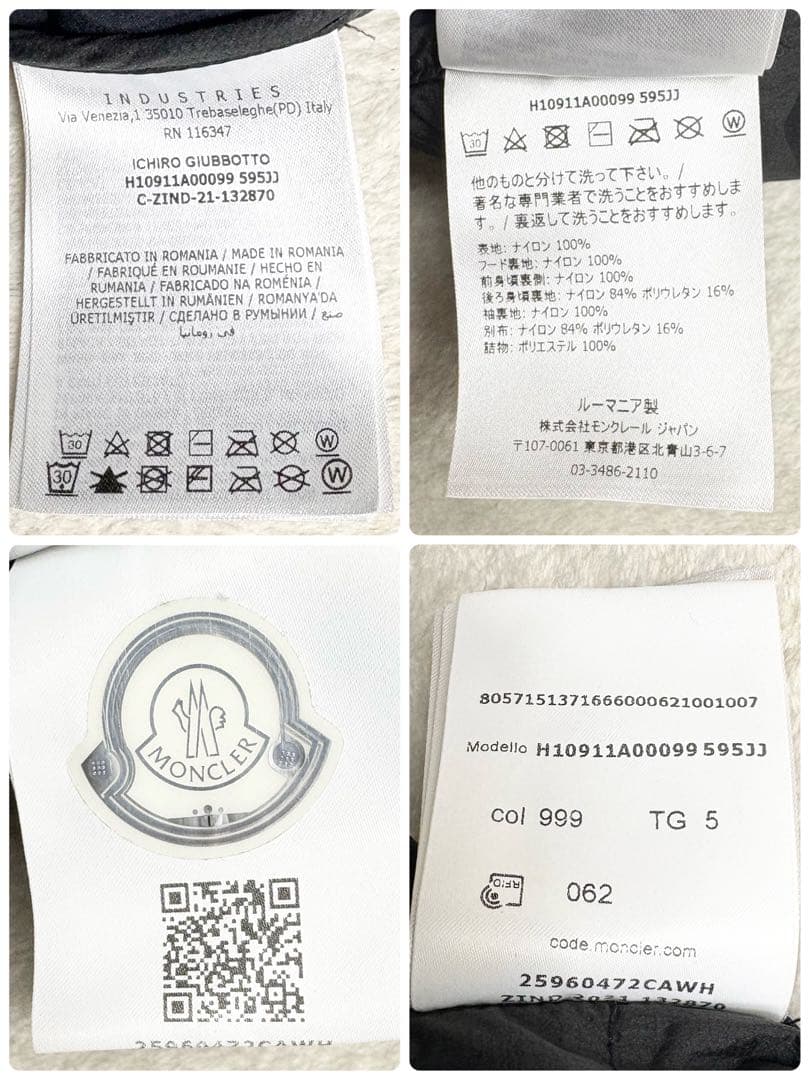 INDUSTRIES
Via Venezia,1 35010 Trebaseleghe(PD) Italy
RN 116347
ICHIRO GIUBBOTTO
H10911A00099 595JJ
C-ZIND-21-132870
FABBRICATO IN ROMANIA / MADE IN ROMANIA
/ FABRIQUÉ EN ROUMANIE / HECHO EN
RUMANIA / FABRICADO NA ROMÉNIA /
HERGESTELLT IN RUMÄNIEN / ROMANYA'DA
ÜRETILMIŞTIR / СДЕЛАНО В РУМЫНИИ / صنع
في رومانيا
30
W
30
W
H10911A00099 595JJ
30
W
他のものと分けて洗って下さい。/
著名な専門業者で洗うことをおすすめしま
す。/ 裏返して洗うことをおすすめします。
表地: ナイロン 100%
フード裏地: ナイロン 100%
前身頃裏側: ナイロン 100%
後ろ身頃裏地: ナイロン 84% ポリウレタン 16%
袖裏地: ナイロン 100%
別布: ナイロン 84% ポリウレタン 16%
詰物: ポリエステル 100%
ルーマニア製
株式会社モンクレール ジャパン
〒107-0061 東京都港区北青山3-6-7
03-3486-2110
MONCLER
25960472CAWH
8057151371666000621001007
Modello H10911A00099 595JJ
col 999 TG 5
RFID 062
code.moncler.com
25960472CAWH
ZIND-2021-132870